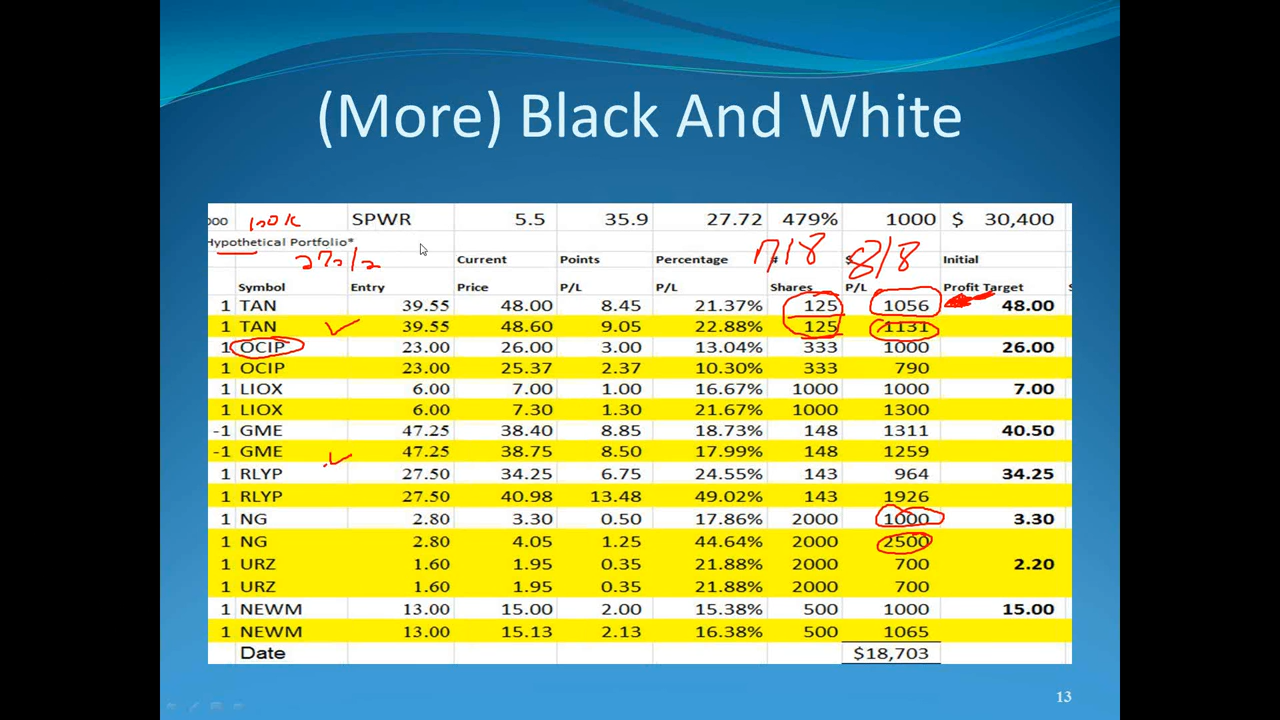 (More) Black And White
000 100K SPWR 5.5 35.9 27.72 479% 1000 $ 30,400
Hypothetical Portfolio*
2% / 2 7/18 8/8
Current Points Percentage # $ Initial
Symbol Entry Price P/L P/L Shares P/L Profit Target S
1 TAN 39.55 48.00 8.45 21.37% 125 1056 48.00
1 TAN 39.55 48.60 9.05 22.88% 125 1131
1 OCIP 23.00 26.00 3.00 13.04% 333 1000 26.00
1 OCIP 23.00 25.37 2.37 10.30% 333 790
1 LIOX 6.00 7.00 1.00 16.67% 1000 1000 7.00
1 LIOX 6.00 7.30 1.30 21.67% 1000 1300
-1 GME 47.25 38.40 8.85 18.73% 148 1311 40.50
-1 GME 47.25 38.75 8.50 17.99% 148 1259
1 RLYP 27.50 34.25 6.75 24.55% 143 964 34.25
1 RLYP 27.50 40.98 13.48 49.02% 143 1926
1 NG 2.80 3.30 0.50 17.86% 2000 1000 3.30
1 NG 2.80 4.05 1.25 44.64% 2000 2500
1 URZ 1.60 1.95 0.35 21.88% 2000 700 2.20
1 URZ 1.60 1.95 0.35 21.88% 2000 700
1 NEWM 13.00 15.00 2.00 15.38% 500 1000 15.00
1 NEWM 13.00 15.13 2.13 16.38% 500 1065
Date $18,703
13